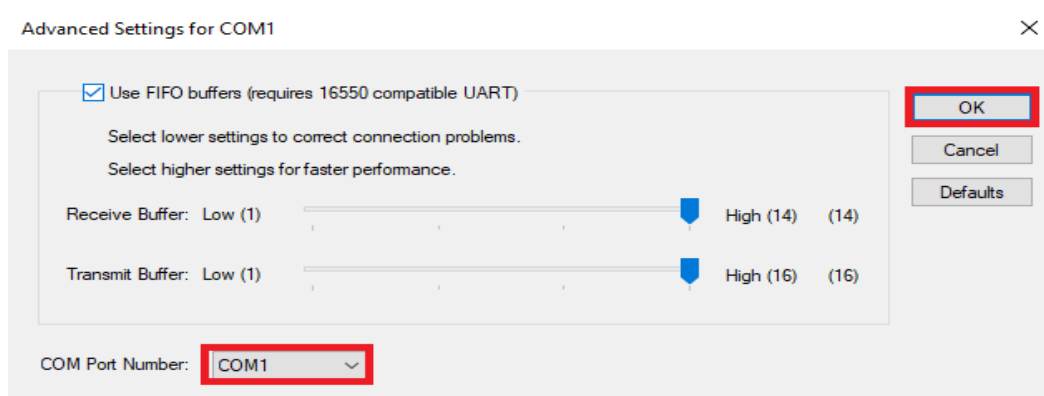 Advanced Settings for COM1
Use FIFO buffers (requires 16550 compatible UART)
Select lower settings to correct connection problems.
Select higher settings for faster performance.
Receive Buffer: Low (1) High (14) (14)
Transmit Buffer: Low (1) High (16) (16)
COM Port Number: COM1
OK
Cancel
Defaults